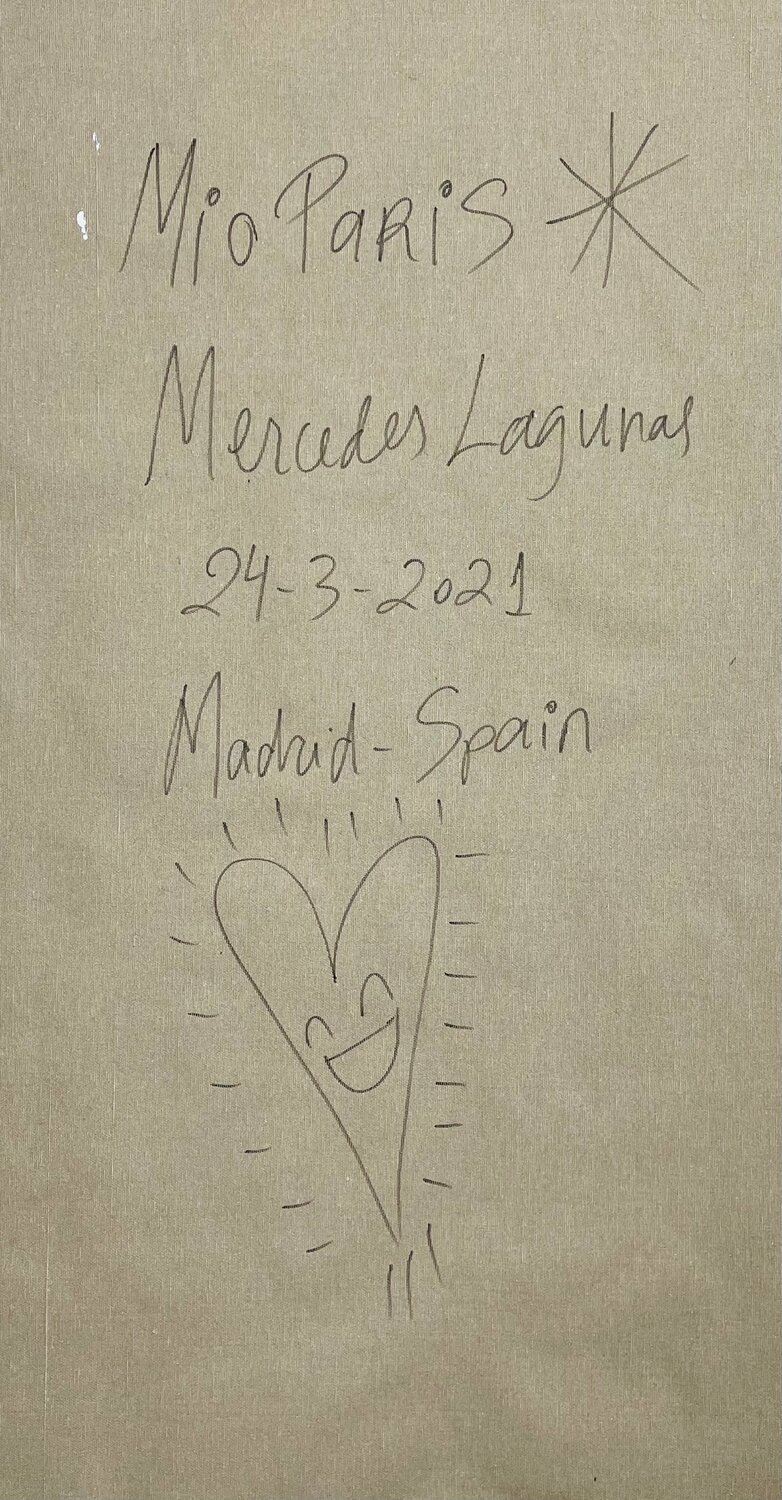 Mio PARiS
Mercedes Lagunas
24-3-2021
Madrid-Spain